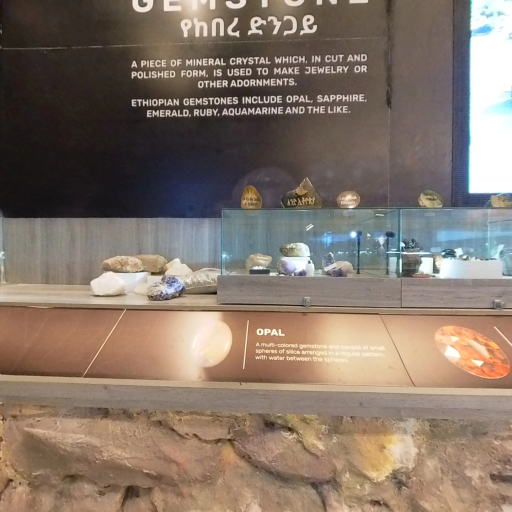 GEMSTONE
የከበረ ድንጋይ
A PIECE OF MINERAL CRYSTAL WHICH, IN CUT AND
POLISHED FORM, IS USED TO MAKE JEWELRY OR
OTHER ADORNMENTS.
ETHIOPIAN GEMSTONES INCLUDE OPAL, SAPPHIRE,
EMERALD, RUBY, AQUAMARINE AND THE LIKE.
OPAL
A multi-colored gemstone and consists of small
spheres of silica arranged in a regular pattern,
with water between the spheres.